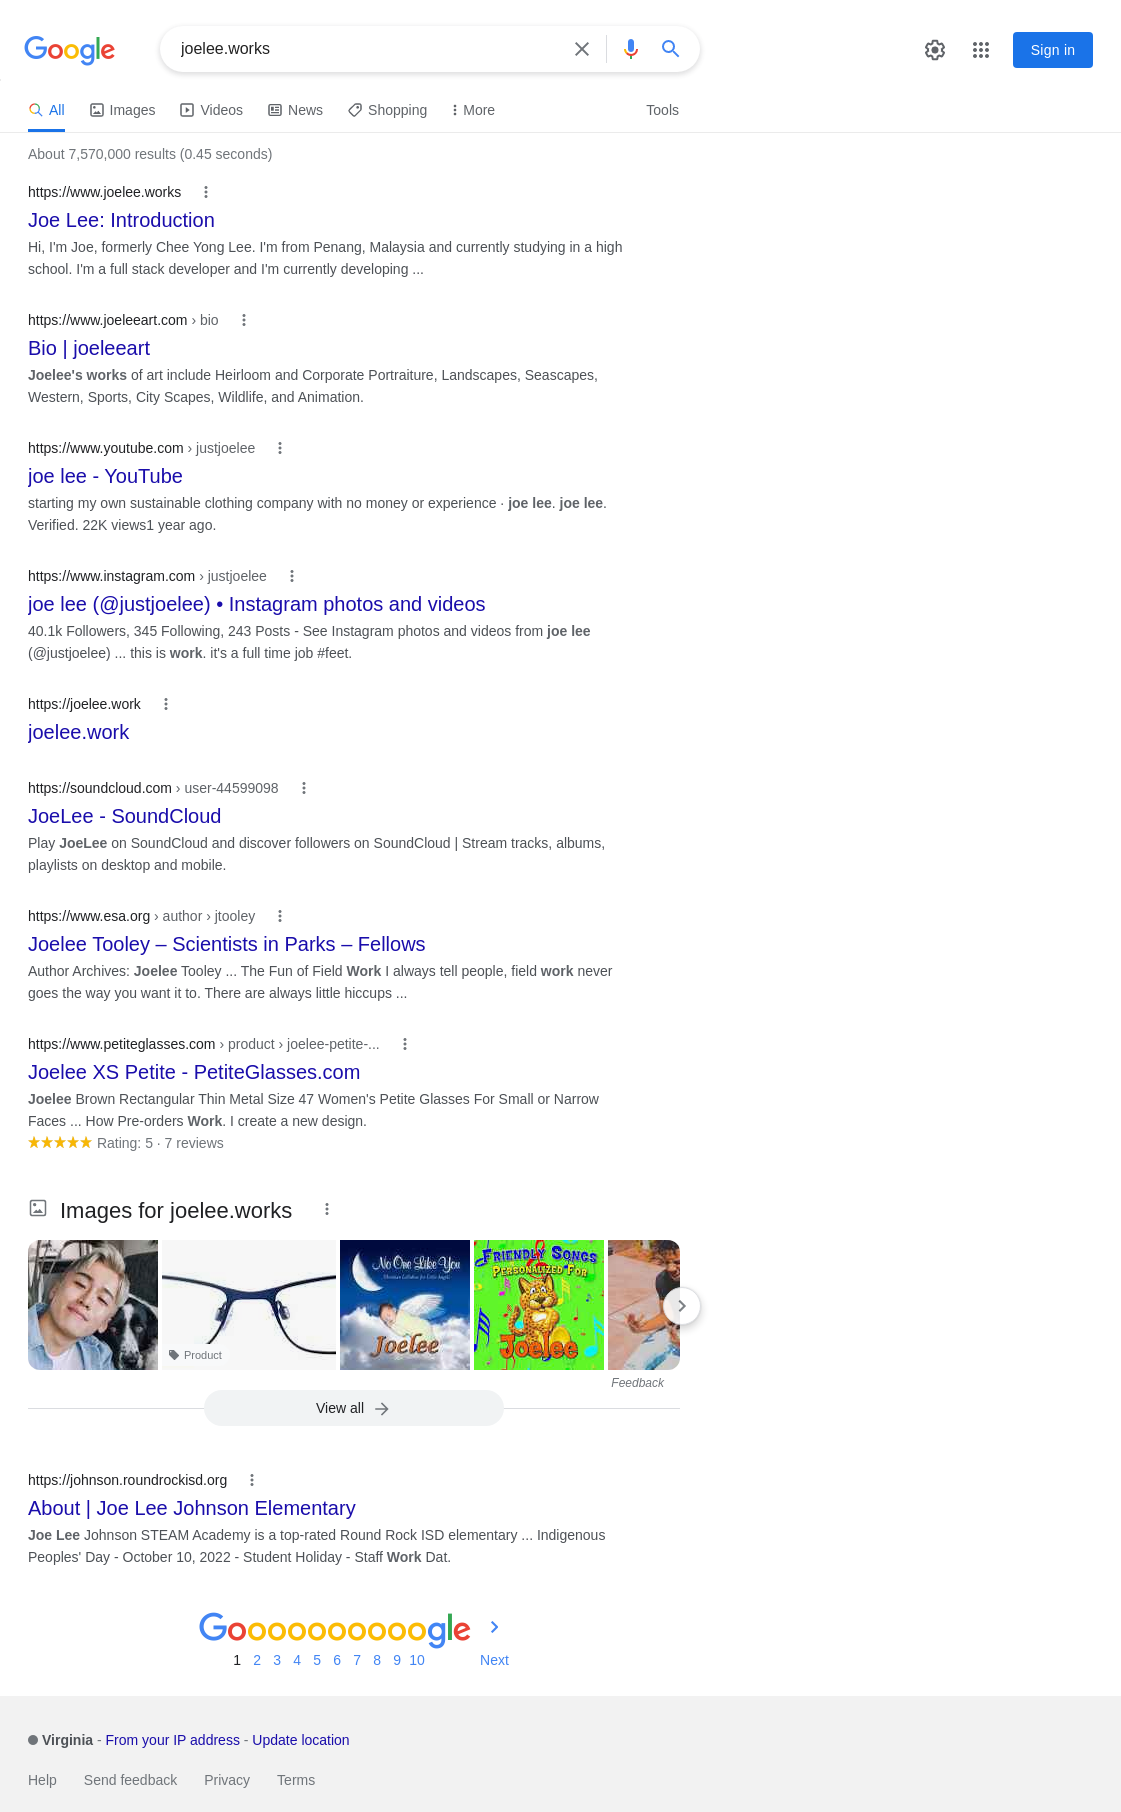 Google
joelee.works
Sign in
All Images Videos News Shopping More Tools
About 7,570,000 results (0.45 seconds)
https://www.joelee.works
Joe Lee: Introduction
Hi, I'm Joe, formerly Chee Yong Lee. I'm from Penang, Malaysia and currently studying in a high
school. I'm a full stack developer and I'm currently developing ...
https://www.joeleeart.com › bio
Bio | joeleeart
Joelee's works of art include Heirloom and Corporate Portraiture, Landscapes, Seascapes,
Western, Sports, City Scapes, Wildlife, and Animation.
https://www.youtube.com › justjoelee
joe lee - YouTube
starting my own sustainable clothing company with no money or experience · joe lee. joe lee.
Verified. 22K views1 year ago.
https://www.instagram.com › justjoelee
joe lee (@justjoelee) • Instagram photos and videos
40.1k Followers, 345 Following, 243 Posts - See Instagram photos and videos from joe lee
(@justjoelee) ... this is work. it's a full time job #feet.
https://joelee.work
joelee.work
https://soundcloud.com › user-44599098
JoeLee - SoundCloud
Play JoeLee on SoundCloud and discover followers on SoundCloud | Stream tracks, albums,
playlists on desktop and mobile.
https://www.esa.org › author › jtooley
Joelee Tooley – Scientists in Parks – Fellows
Author Archives: Joelee Tooley ... The Fun of Field Work I always tell people, field work never
goes the way you want it to. There are always little hiccups ...
https://www.petiteglasses.com › product › joelee-petite-...
Joelee XS Petite - PetiteGlasses.com
Joelee Brown Rectangular Thin Metal Size 47 Women's Petite Glasses For Small or Narrow
Faces ... How Pre-orders Work. I create a new design.
Rating: 5 · 7 reviews
Images for joelee.works
Product
No One Like You
Christian Lullabies for Little Angels
Joelee
FRIENDLY SONGS
PERSONALIZED FOR
Joelee
Feedback
View all
https://johnson.roundrockisd.org
About | Joe Lee Johnson Elementary
Joe Lee Johnson STEAM Academy is a top-rated Round Rock ISD elementary ... Indigenous
Peoples' Day - October 10, 2022 - Student Holiday - Staff Work Dat.
Goooooooooogle
1 2 3 4 5 6 7 8 9 10 Next
Virginia - From your IP address - Update location
Help Send feedback Privacy Terms